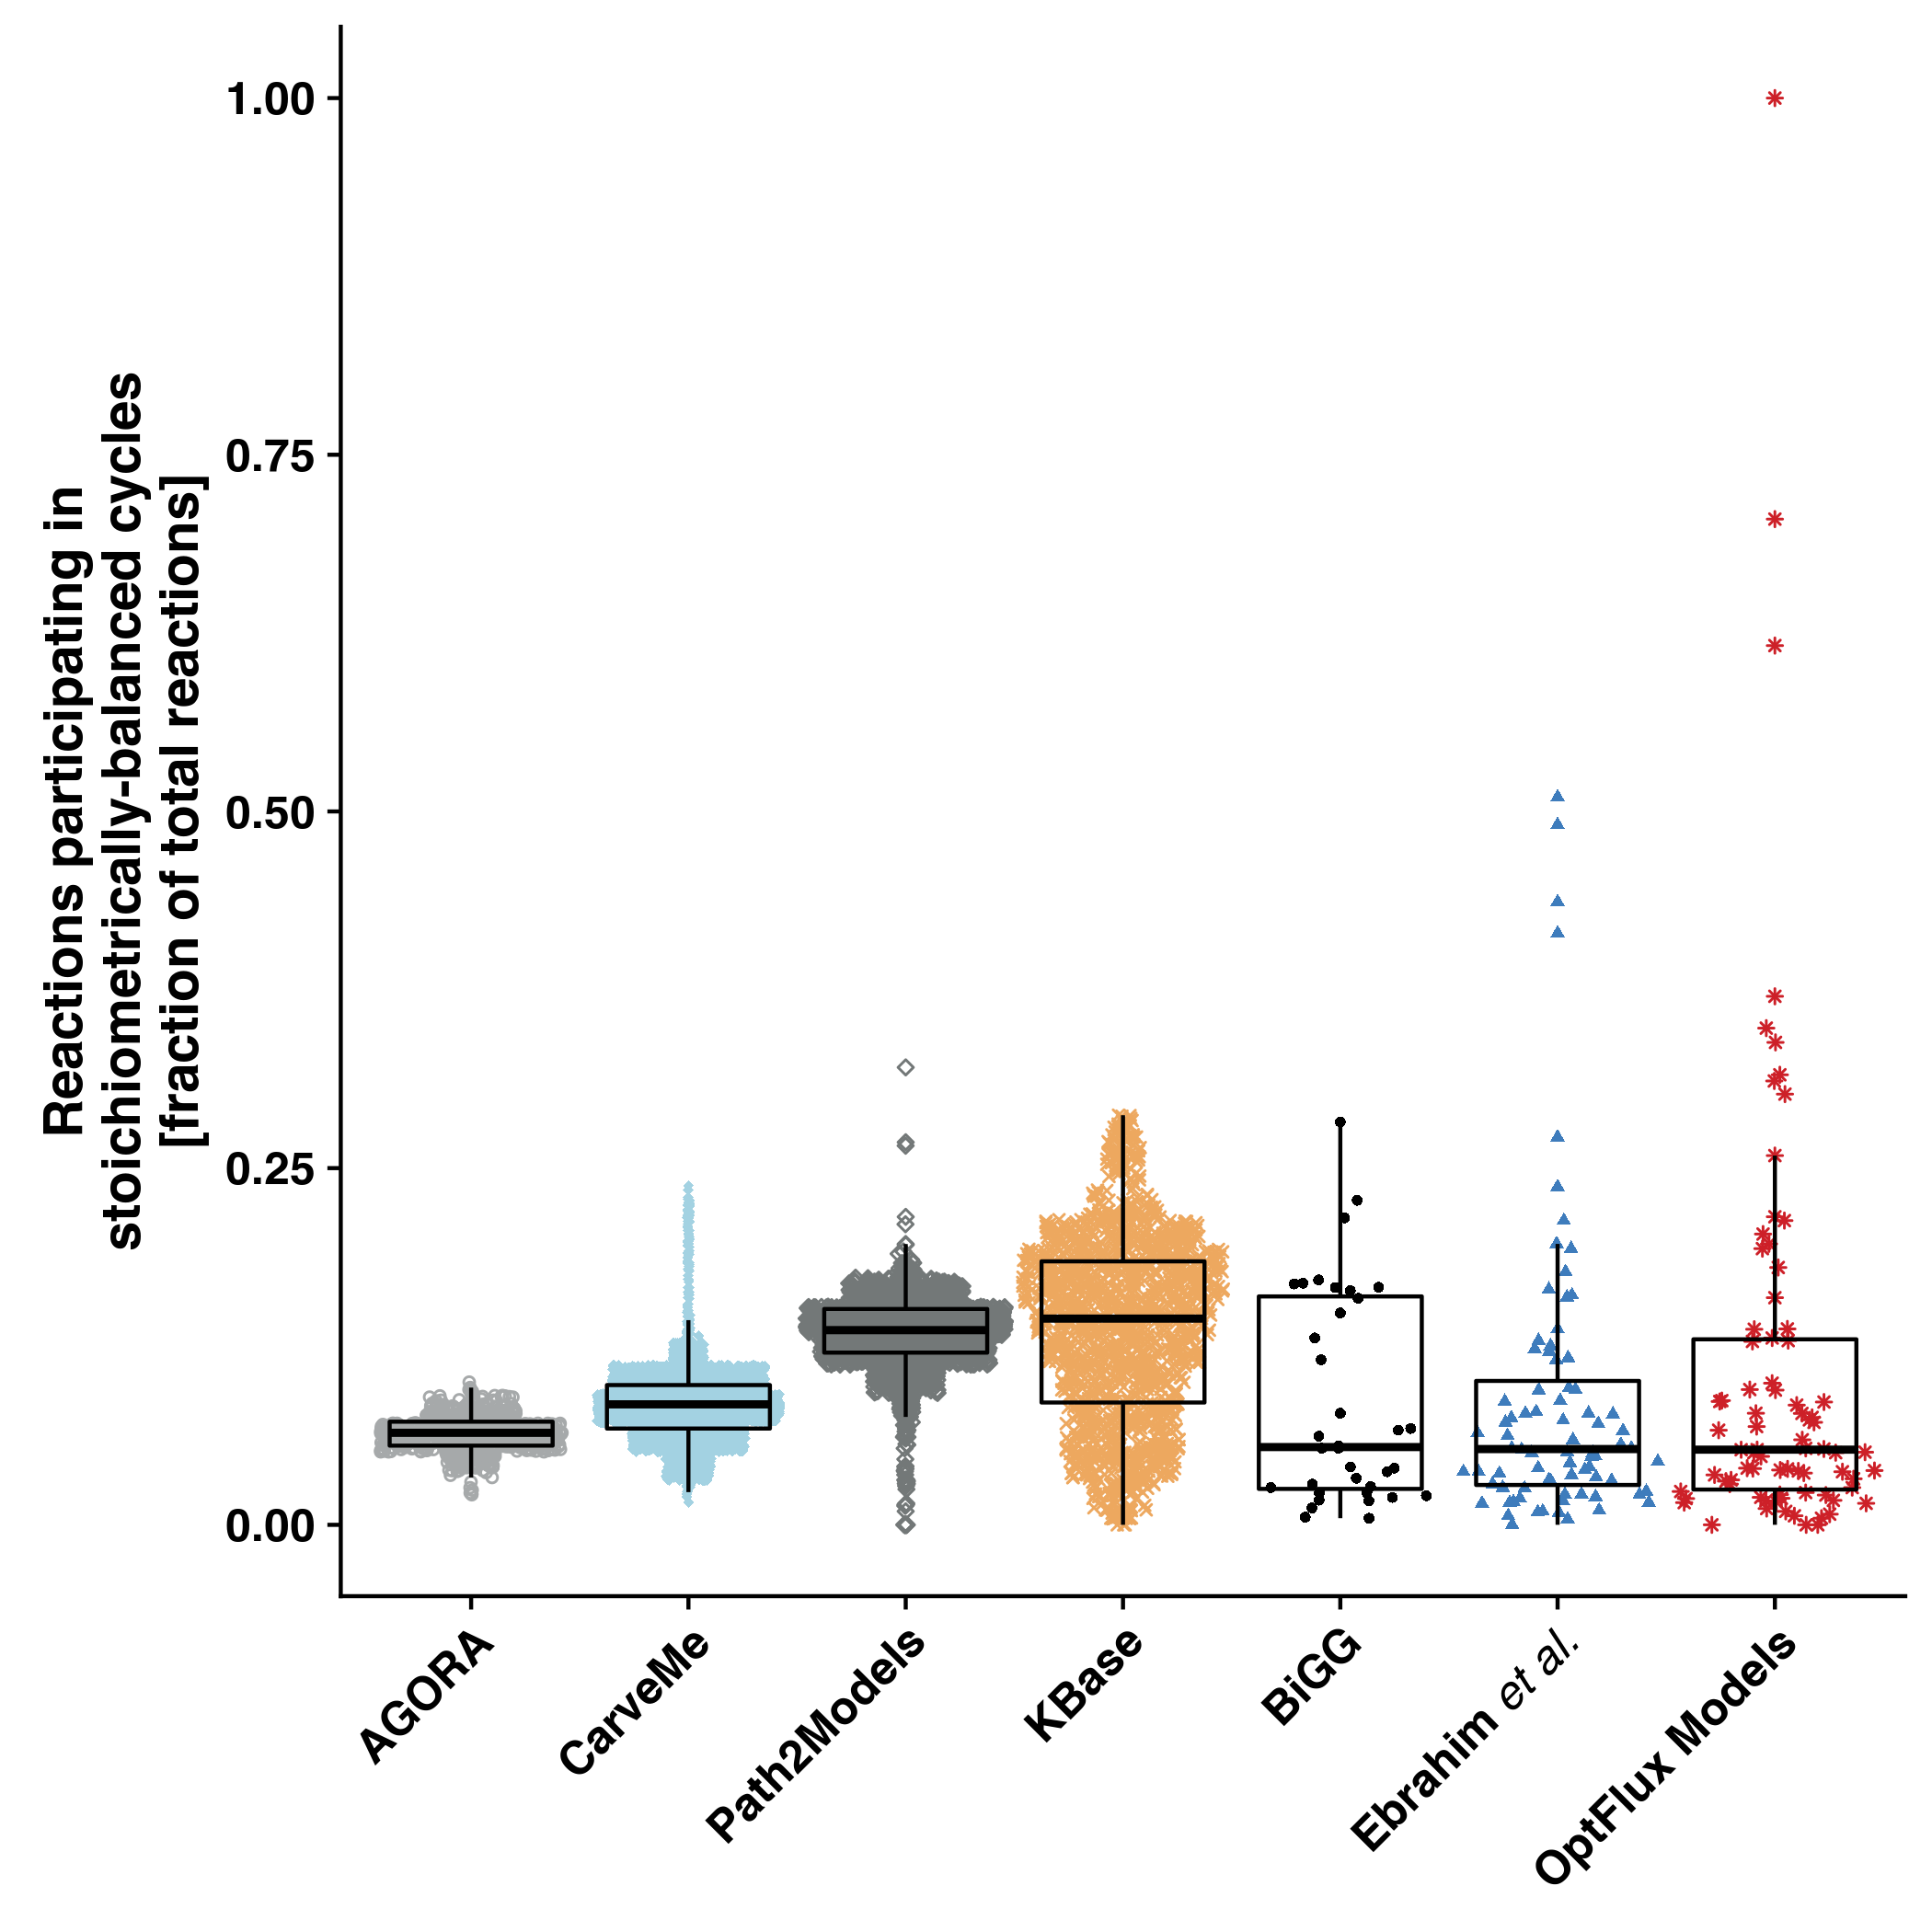 Reactions participating in
stoichiometrically-balanced cycles
[fraction of total reactions]
1.00
0.75
0.50
0.25
0.00
AGORA
CarveMe
Path2Models
KBase
BiGG
Ebrahim et al.
OptFlux Models